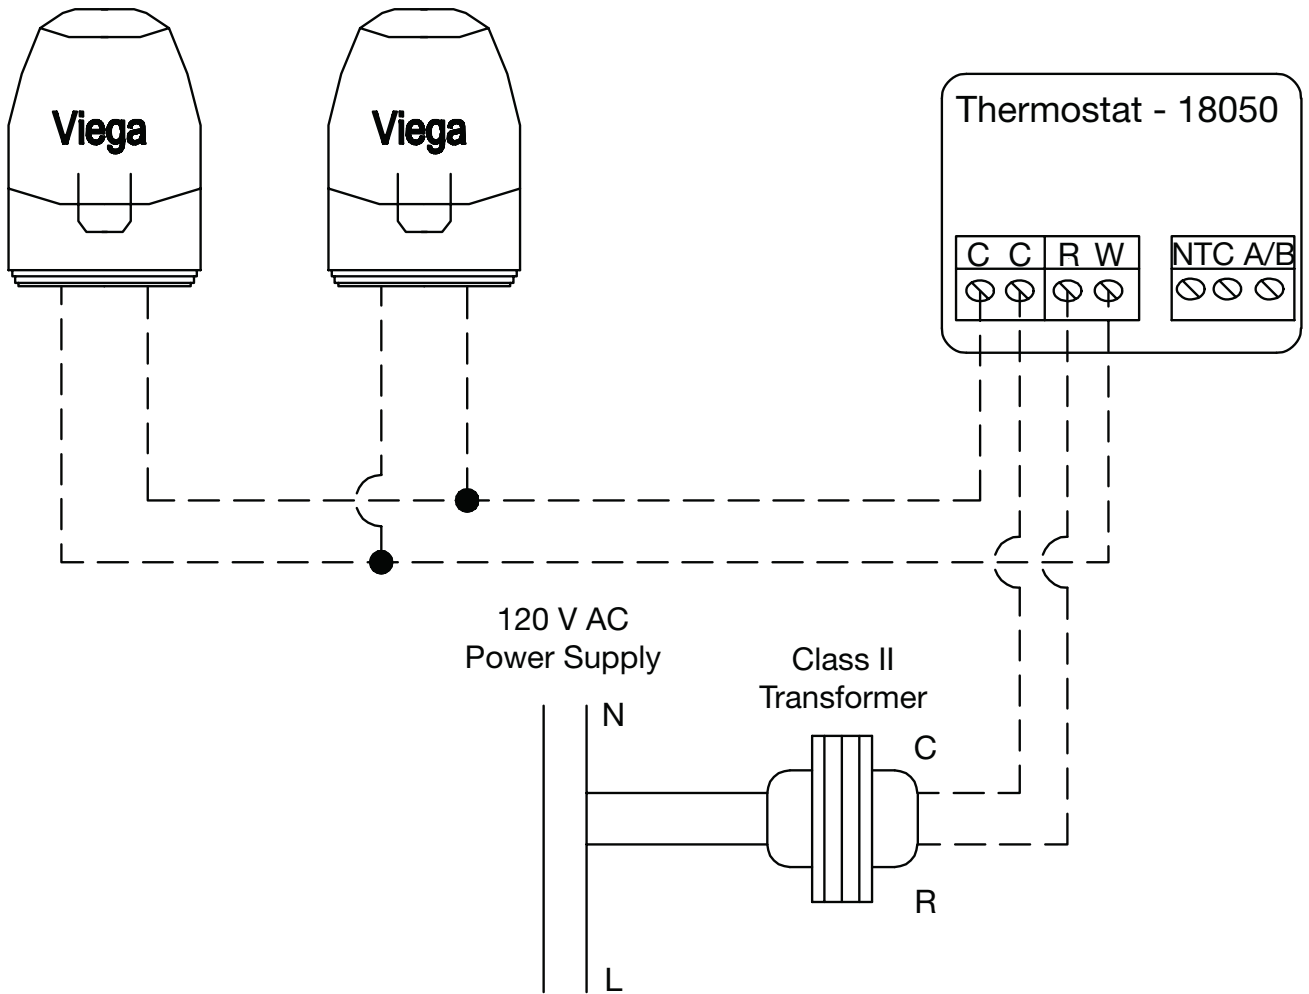 Viega
Viega
Thermostat - 18050
C C R W
NTC A/B
120 V AC
Power Supply
Class II
Transformer
N
C
R
L